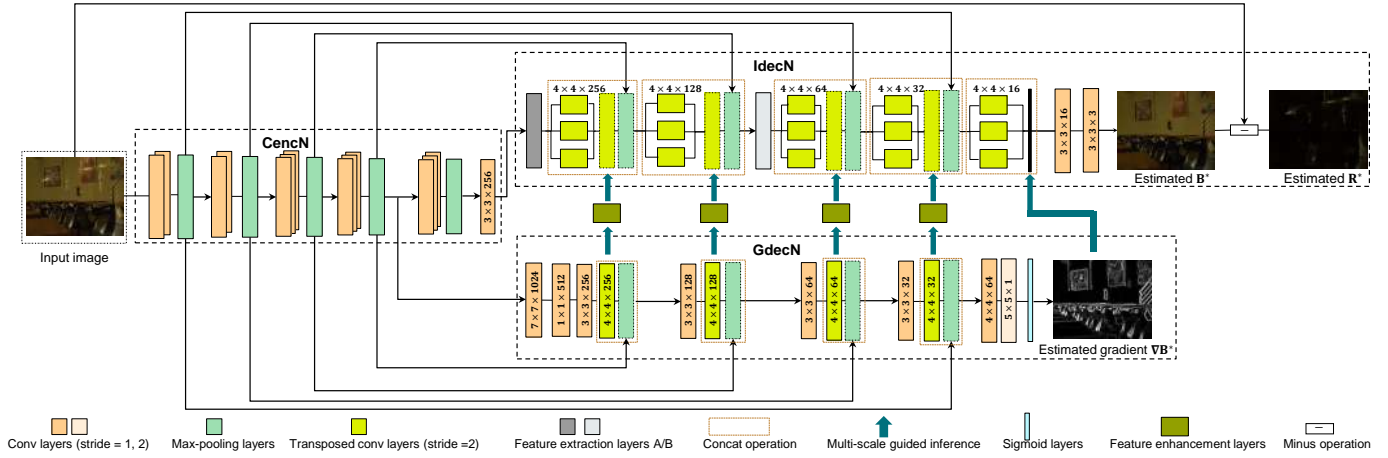 IdecN
4 × 4 × 256
4 × 4 × 128
4 × 4 × 64
4 × 4 × 32
4 × 4 × 16
3 × 3 × 16
3 × 3 × 3
Estimated B*
Estimated R*
CencN
3 × 3 × 256
Input image
GdecN
7 × 7 × 1024
1 × 1 × 512
3 × 3 × 256
4 × 4 × 256
3 × 3 × 128
4 × 4 × 128
3 × 3 × 64
4 × 4 × 64
3 × 3 × 32
4 × 4 × 32
4 × 4 × 64
5 × 5 × 1
Estimated gradient ∇B*
Conv layers (stride = 1, 2)
Max-pooling layers
Transposed conv layers (stride =2)
Feature extraction layers A/B
Concat operation
Multi-scale guided inference
Sigmoid layers
Feature enhancement layers
Minus operation